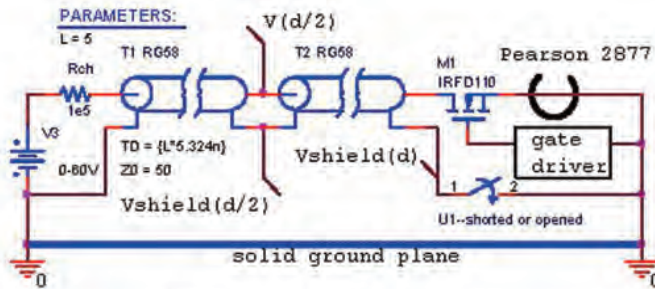 PARAMETERS:
L = 5
V(d/2)
T1 RG58
T2 RG58
Rch
1e5
M1
IRFD110
Pearson 2877
V3
0-60V
TD = {L*5.324n}
Z0 = 50
Vshield(d)
gate
driver
Vshield(d/2)
1
2
U1--shorted or opened
solid ground plane
0
0